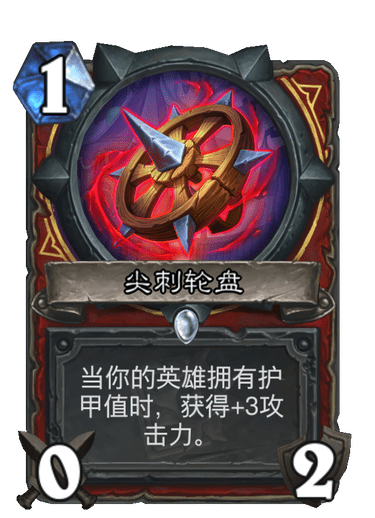 1
尖刺轮盘
当你的英雄拥有护
甲值时，获得+3攻
击力。
0
2